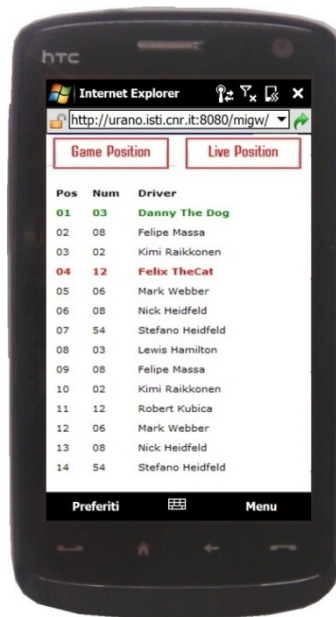 hTC
Internet Explorer
http://urano.isti.cnr.it:8080/migw/
Game Position Live Position
Pos Num Driver
01 03 Danny The Dog
02 08 Felipe Massa
03 02 Kimi Raikkonen
04 12 Felix TheCat
05 06 Mark Webber
06 08 Nick Heidfeld
07 54 Stefano Heidfeld
08 03 Lewis Hamilton
09 08 Felipe Massa
10 02 Kimi Raikkonen
11 12 Robert Kubica
12 06 Mark Webber
13 08 Nick Heidfeld
14 54 Stefano Heidfeld
Preferiti Menu